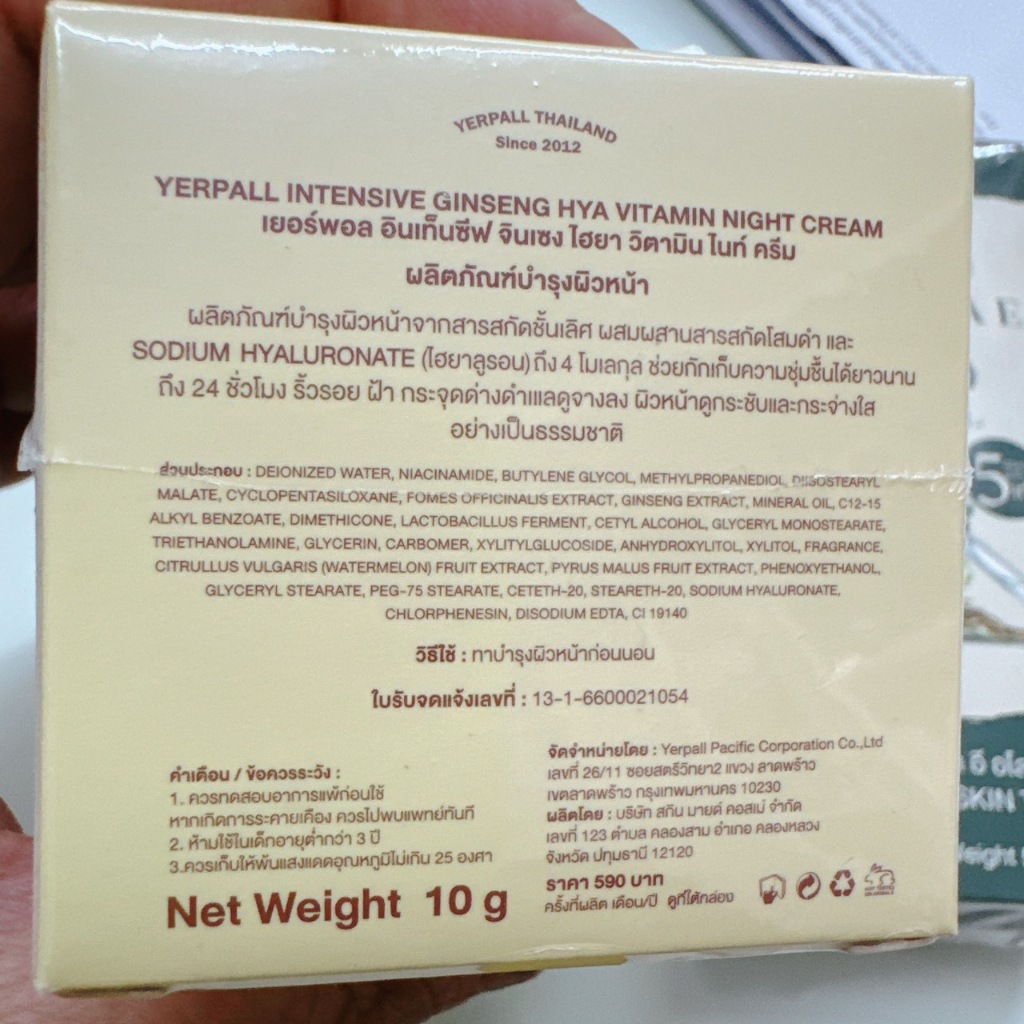 YERPALL THAILAND
Since 2012
YERPALL INTENSIVE GINSENG HYA VITAMIN NIGHT CREAM
เยอร์พอล อินเท็นซีฟ จินเซง ไฮยา วิตามิน ไนท์ ครีม
ผลิตภัณฑ์บำรุงผิวหน้า
ผลิตภัณฑ์บำรุงผิวหน้าจากสารสกัดชั้นเลิศ ผสมผสานสารสกัดโสมดำ และ
SODIUM HYALURONATE (ไฮยาลูรอน) ถึง 4 โมเลกุล ช่วยกักเก็บความชุ่มชื้นได้ยาวนาน
ถึง 24 ชั่วโมง ริ้วรอย ฝ้า กระจุดด่างดำแลดูจางลง ผิวหน้าดูกระชับและกระจ่างใส
อย่างเป็นธรรมชาติ
ส่วนประกอบ : DEIONIZED WATER, NIACINAMIDE, BUTYLENE GLYCOL, METHYLPROPANEDIOL, DIISOSTEARYL
MALATE, CYCLOPENTASILOXANE, FOMES OFFICINALIS EXTRACT, GINSENG EXTRACT, MINERAL OIL, C12-15
ALKYL BENZOATE, DIMETHICONE, LACTOBACILLUS FERMENT, CETYL ALCOHOL, GLYCERYL MONOSTEARATE,
TRIETHANOLAMINE, GLYCERIN, CARBOMER, XYLITYLGLUCOSIDE, ANHYDROXYLITOL, XYLITOL, FRAGRANCE,
CITRULLUS VULGARIS (WATERMELON) FRUIT EXTRACT, PYRUS MALUS FRUIT EXTRACT, PHENOXYETHANOL,
GLYCERYL STEARATE, PEG-75 STEARATE, CETETH-20, STEARETH-20, SODIUM HYALURONATE,
CHLORPHENESIN, DISODIUM EDTA, CI 19140
วิธีใช้ : ทาบำรุงผิวหน้าก่อนนอน
ใบรับจดแจ้งเลขที่ : 13-1-6600021054
คำเตือน / ข้อควรระวัง :
1. ควรทดสอบอาการแพ้ก่อนใช้
หากเกิดการระคายเคือง ควรไปพบแพทย์ทันที
2. ห้ามใช้ในเด็กอายุต่ำกว่า 3 ปี
3.ควรเก็บให้พ้นแสงแดดอุณหภูมิไม่เกิน 25 องศา
Net Weight 10 g
จัดจำหน่ายโดย : Yerpall Pacific Corporation Co.,Ltd
เลขที่ 26/11 ซอยสตรีวิทยา2 แขวง ลาดพร้าว
เขตลาดพร้าว กรุงเทพมหานคร 10230
ผลิตโดย : บริษัท สกิน มายด์ คอสเม่ จำกัด
เลขที่ 123 ตำบล คลองสาม อำเภอ คลองหลวง
จังหวัด ปทุมธานี 12120
ราคา 590 บาท
ครั้งที่ผลิต เดือน/ปี ดูที่ใต้กล่อง
5
SKIN